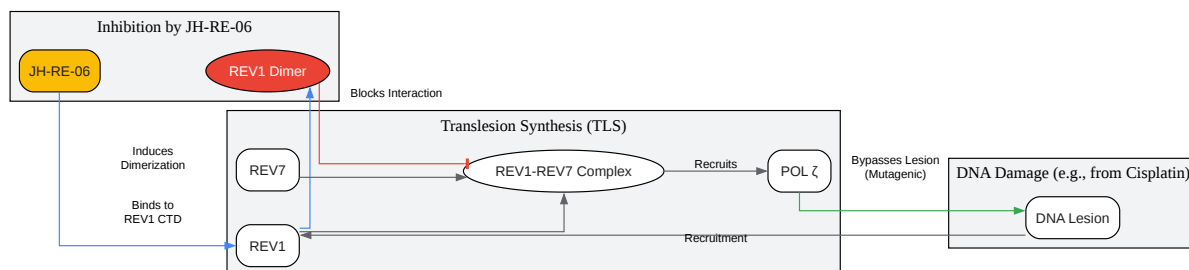 Inhibition by JH-RE-06
JH-RE-06
REV1 Dimer
Blocks Interaction
Translesion Synthesis (TLS)
Induces
Dimerization
REV7
REV1-REV7 Complex
Recruits
POL ζ
Bypasses Lesion
(Mutagenic)
DNA Damage (e.g., from Cisplatin)
Binds to
REV1 CTD
REV1
Recruitment
DNA Lesion